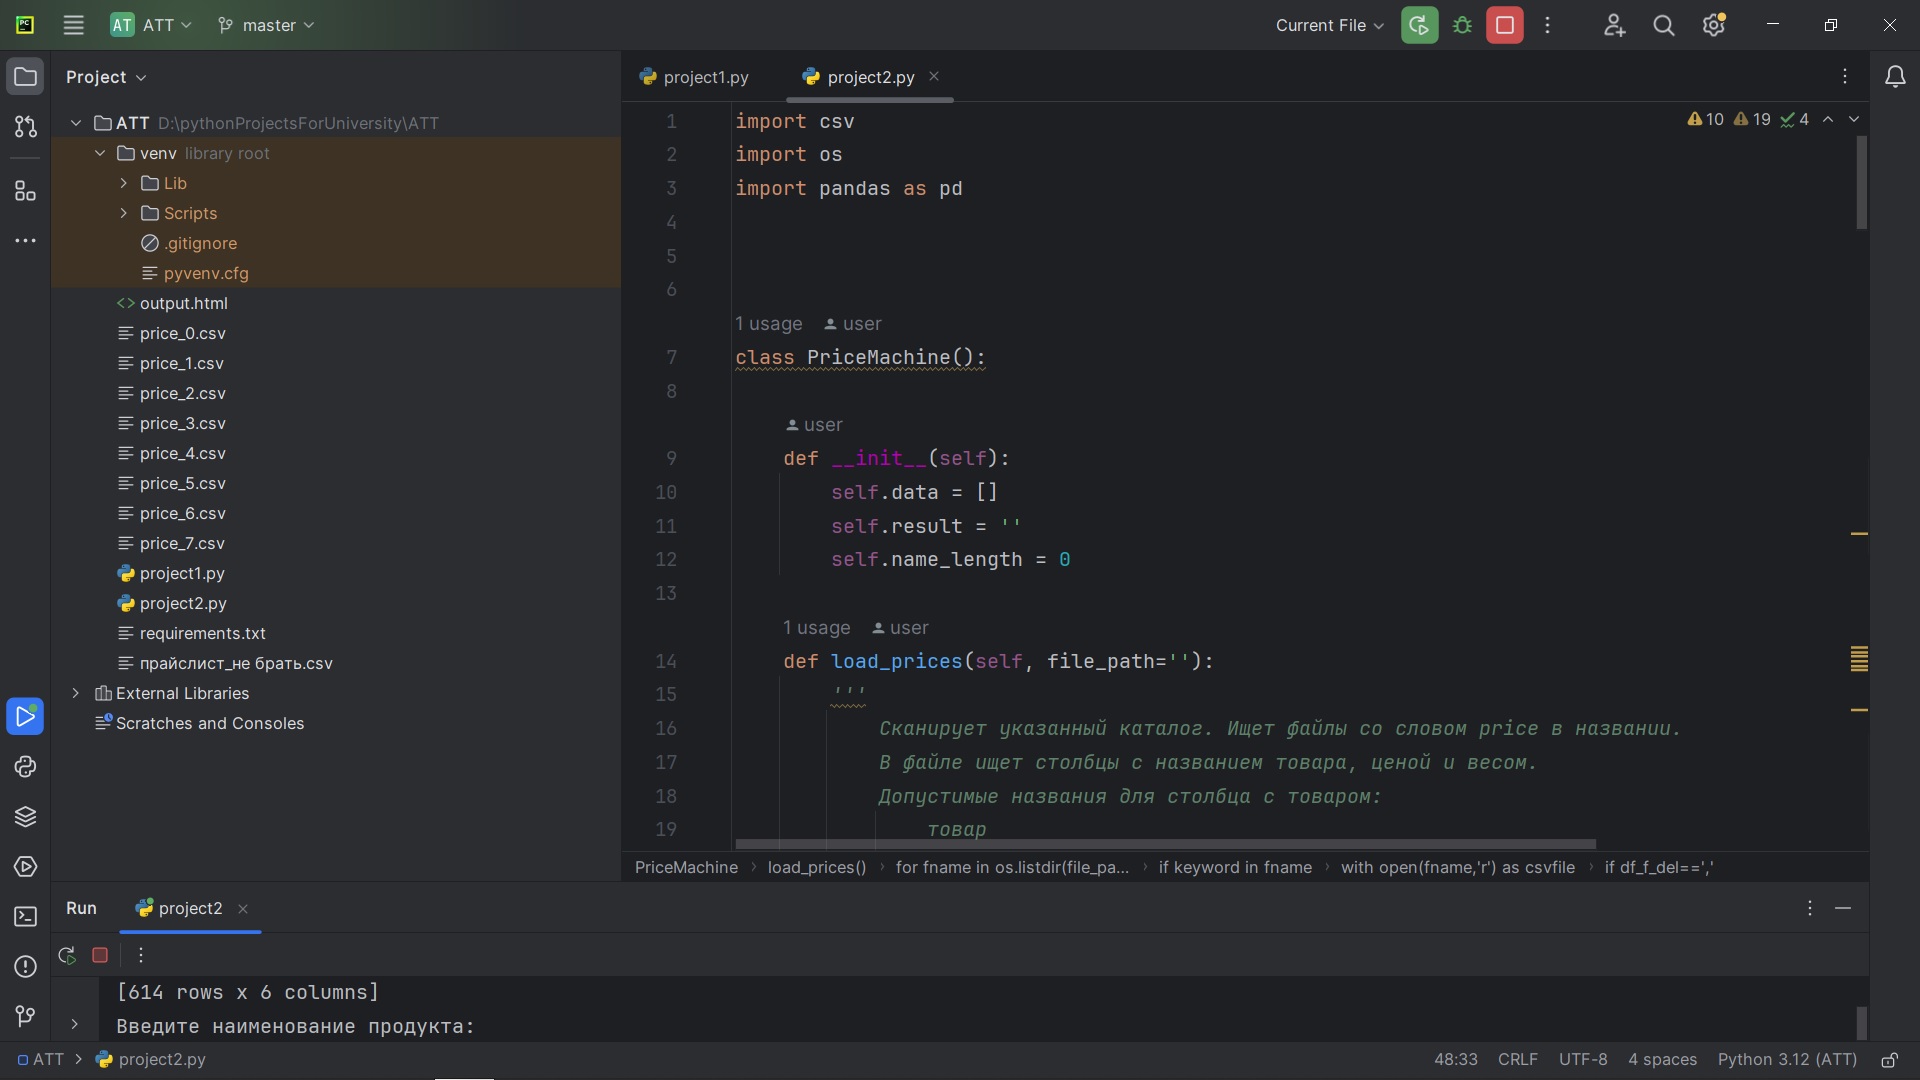 PC
AT ATT
master
Current File
Project
project1.py
project2.py
ATT D:\pythonProjectsForUniversity\ATT
venv library root
Lib
Scripts
.gitignore
pyvenv.cfg
output.html
price_0.csv
price_1.csv
price_2.csv
price_3.csv
price_4.csv
price_5.csv
price_6.csv
price_7.csv
project1.py
project2.py
requirements.txt
прайслист_не брать.csv
External Libraries
Scratches and Consoles
10 19 4
1 import csv
2 import os
3 import pandas as pd
4
5
6
1 usage user
7 class PriceMachine():
8
user
9 def __init__(self):
10 self.data = []
11 self.result = ''
12 self.name_length = 0
13
1 usage user
14 def load_prices(self, file_path=''):
15 '''
16 Сканирует указанный каталог. Ищет файлы со словом price в названии.
17 В файле ищет столбцы с названием товара, ценой и весом.
18 Допустимые названия для столбца с товаром:
19 товар
PriceMachine › load_prices() › for fname in os.listdir(file_pa... › if keyword in fname › with open(fname,'r') as csvfile › if df_f_del==','
Run project2
[614 rows x 6 columns]
Введите наименование продукта:
ATT › project2.py
48:33 CRLF UTF-8 4 spaces Python 3.12 (ATT)